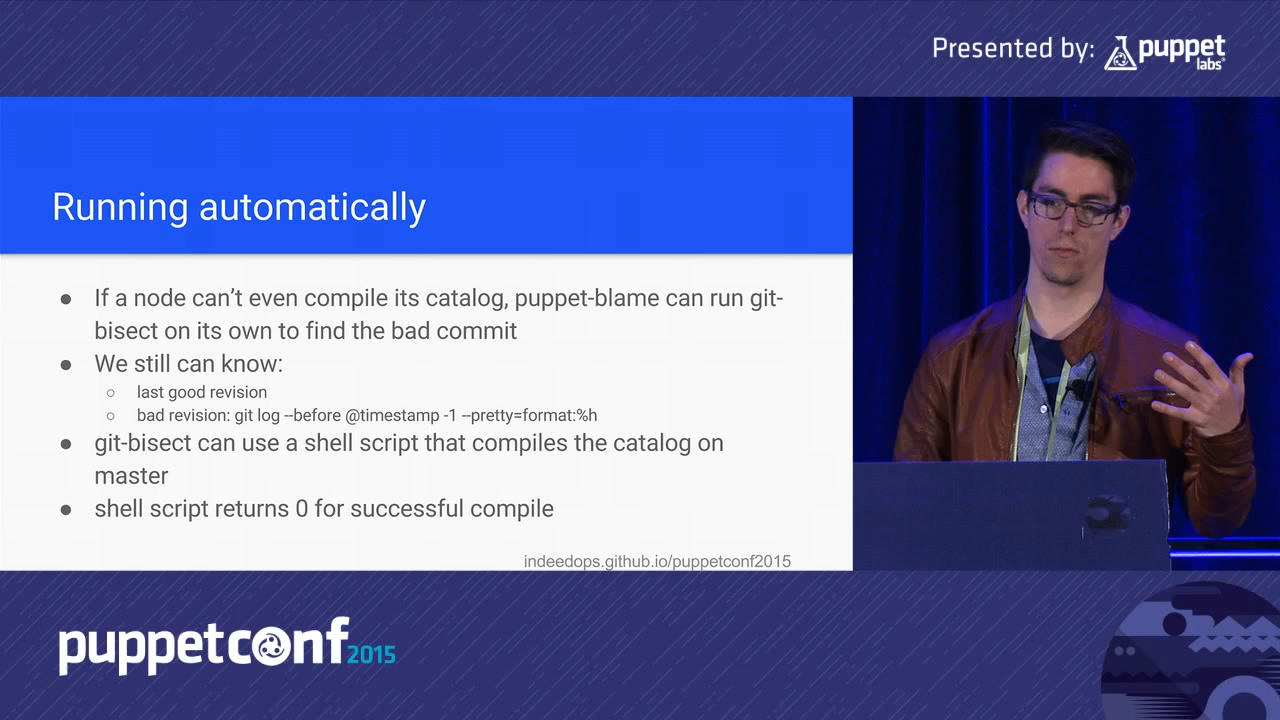 Presented by: puppet
labs
Running automatically
● If a node can’t even compile its catalog, puppet-blame can run git-
bisect on its own to find the bad commit
● We still can know:
○ last good revision
○ bad revision: git log --before @timestamp -1 --pretty=format:%h
● git-bisect can use a shell script that compiles the catalog on
master
● shell script returns 0 for successful compile
indeedops.github.io/puppetconf2015
puppetconf 2015